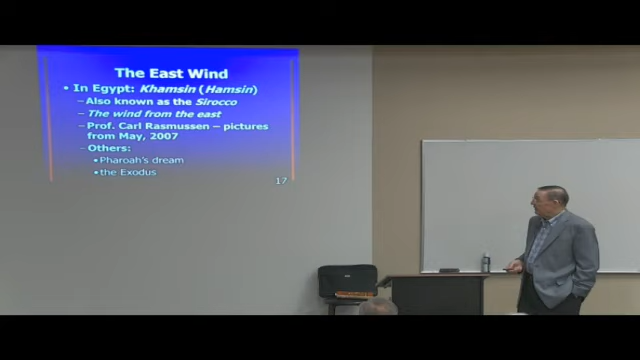 The East Wind
• In Egypt: Khamsin (Hamsin)
–Also known as the Sirocco
–The wind from the east
–Prof. Carl Rasmussen – pictures
from May, 2007
–Others:
•Pharoah's dream
•the Exodus
17